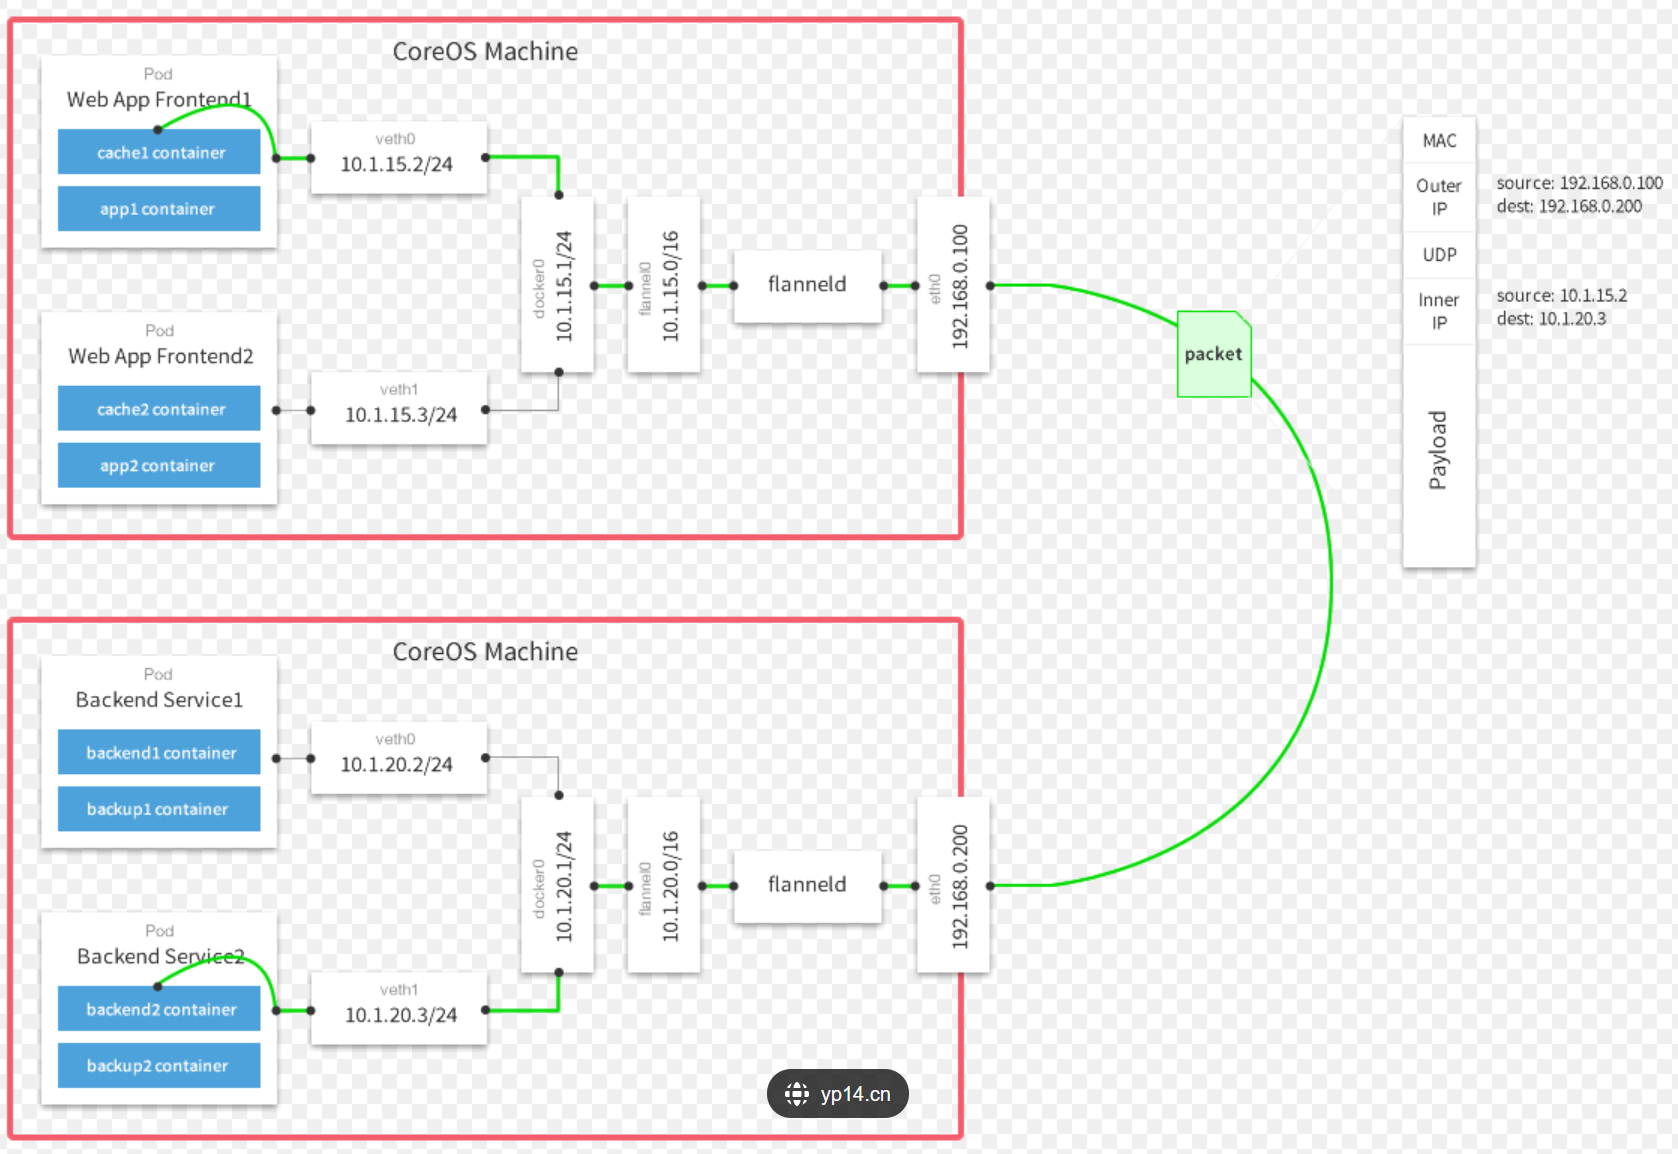 CoreOS Machine
Pod
Web App Frontend1
cache1 container
app1 container
veth0
10.1.15.2/24
Pod
Web App Frontend2
cache2 container
app2 container
veth1
10.1.15.3/24
docker0
10.1.15.1/24
flannel0
10.1.15.0/16
flanneld
eth0
192.168.0.100
packet
MAC
Outer
IP
source: 192.168.0.100
dest: 192.168.0.200
UDP
Inner
IP
source: 10.1.15.2
dest: 10.1.20.3
Payload
CoreOS Machine
Pod
Backend Service1
backend1 container
backup1 container
veth0
10.1.20.2/24
Pod
Backend Service2
backend2 container
backup2 container
veth1
10.1.20.3/24
docker0
10.1.20.1/24
flannel0
10.1.20.0/16
flanneld
eth0
192.168.0.200
yp14.cn